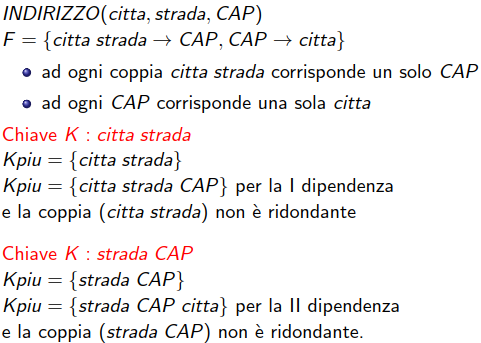 INDIRIZZO(citta, strada, CAP)
F = {citta strada → CAP, CAP → citta}
ad ogni coppia citta strada corrisponde un solo CAP
ad ogni CAP corrisponde una sola citta
Chiave K : citta strada
Kpiu = {citta strada}
Kpiu = {citta strada CAP} per la I dipendenza
e la coppia (citta strada) non è ridondante
Chiave K : strada CAP
Kpiu = {strada CAP}
Kpiu = {strada CAP citta} per la II dipendenza
e la coppia (strada CAP) non è ridondante.